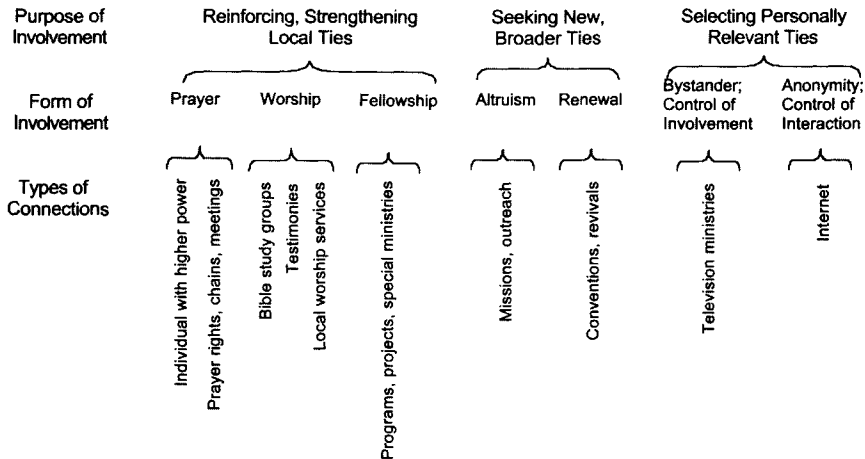 Purpose of
Involvement
Reinforcing, Strengthening
Local Ties
Seeking New,
Broader Ties
Selecting Personally
Relevant Ties
Form of
Involvement
Prayer
Worship
Fellowship
Altruism
Renewal
Bystander;
Control of
Involvement
Anonymity;
Control of
Interaction
Types of
Connections
Individual with higher power
Prayer rights, chains, meetings
Bible study groups
Testimonies
Local worship services
Programs, projects, special ministries
Missions, outreach
Conventions, revivals
Television ministries
Internet